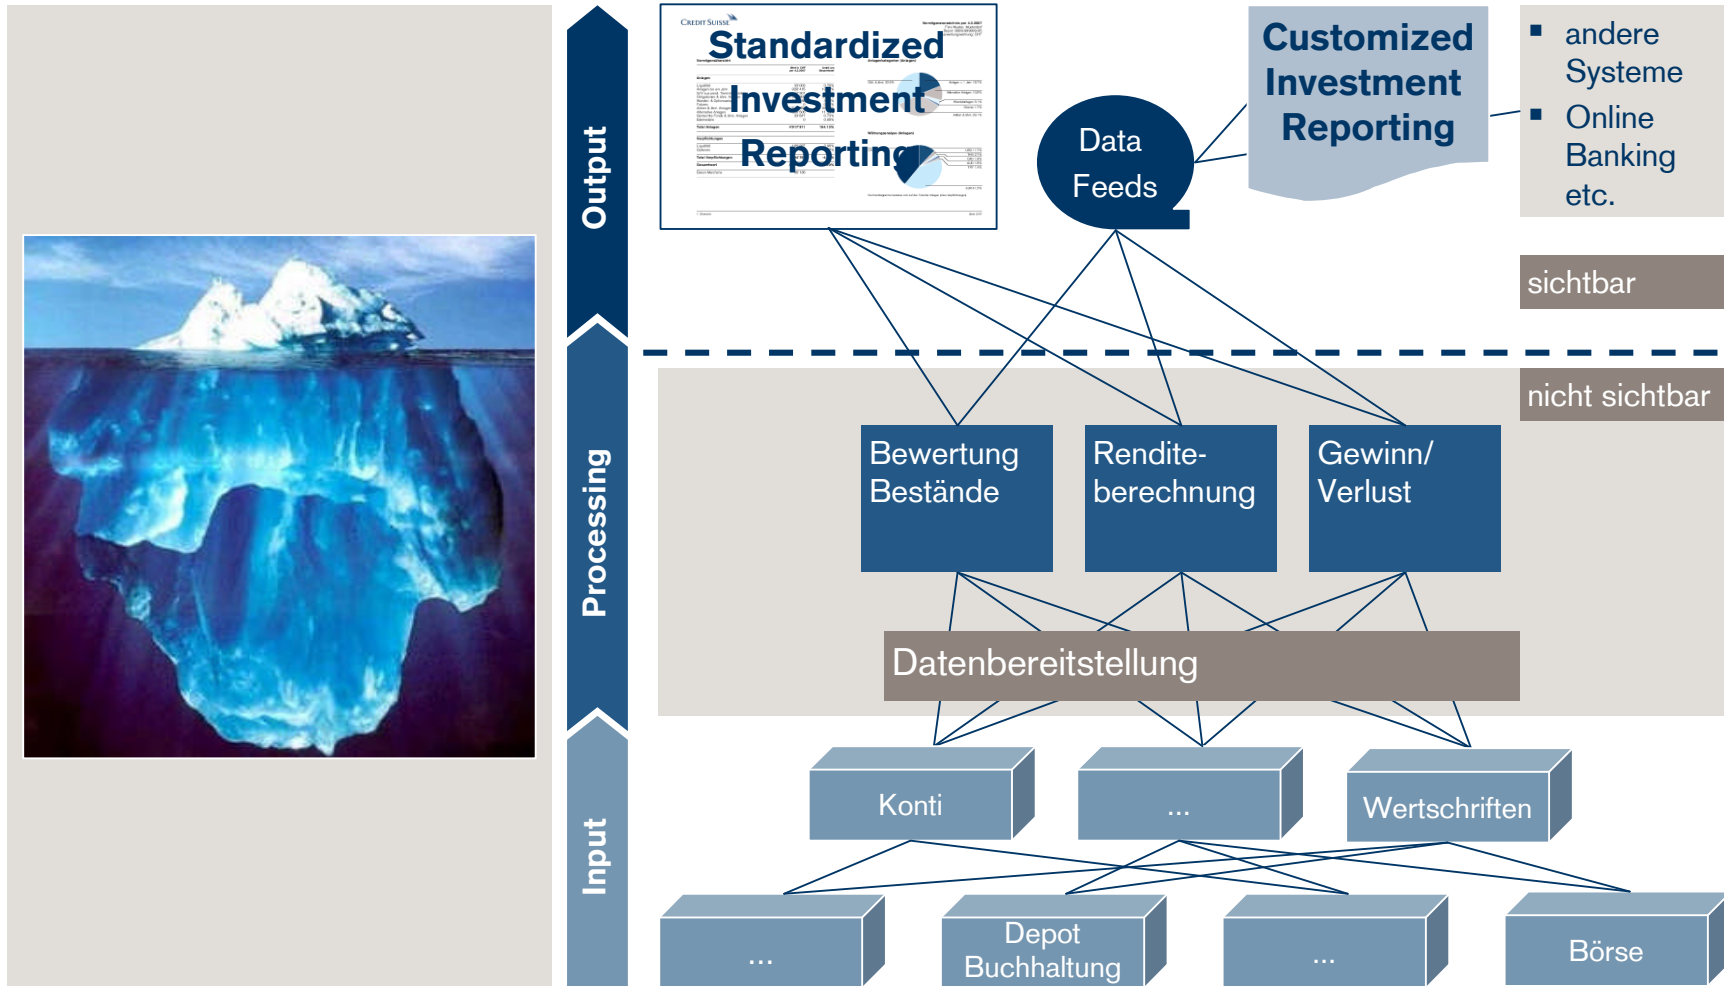 Output
Processing
Input
CREDIT SUISSE
Standardized
Investment
Reporting
Data
Feeds
Customized
Investment
Reporting
▪ andere
Systeme
▪ Online
Banking
etc.
sichtbar
nicht sichtbar
Bewertung
Bestände
Rendite-
berechnung
Gewinn/
Verlust
Datenbereitstellung
Konti
...
Wertschriften
...
Depot
Buchhaltung
...
Börse